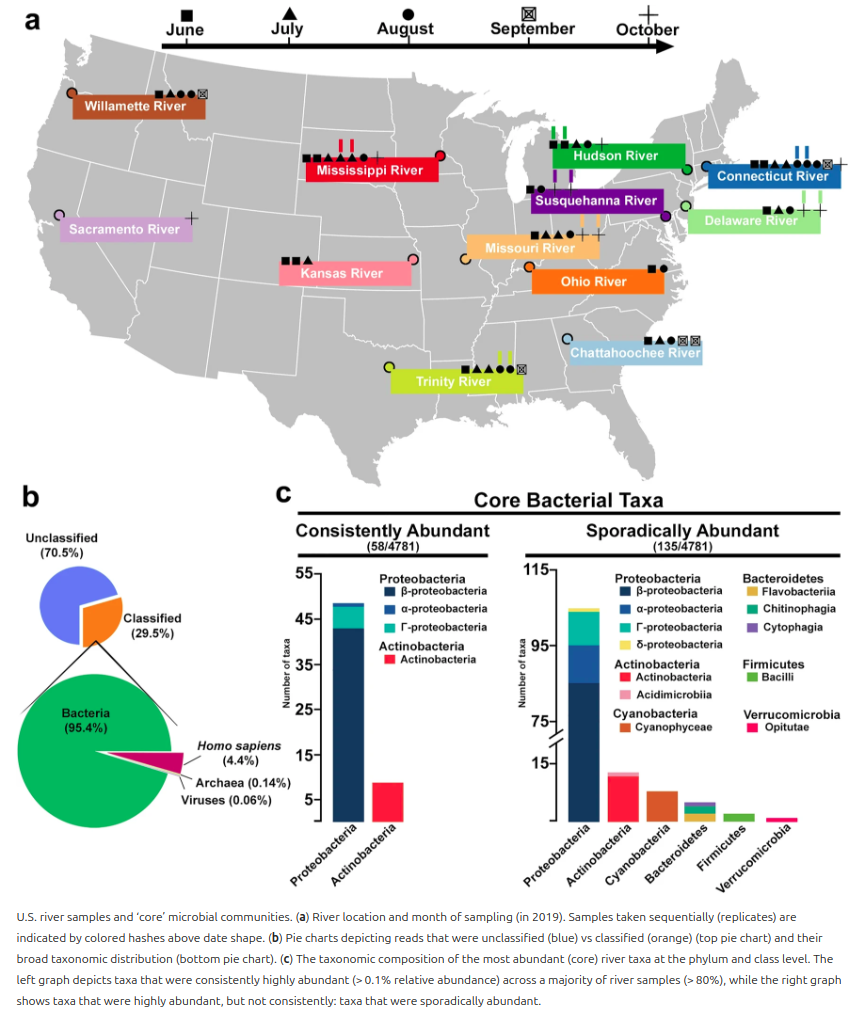 a
June
July
August
September
October
Willamette River
Mississippi River
Hudson River
Connecticut River
Susquehanna River
Delaware River
Sacramento River
Missouri River
Kansas River
Ohio River
Chattahoochee River
Trinity River
b
Unclassified
(70.5%)
Classified
(29.5%)
Bacteria
(95.4%)
Homo sapiens
(4.4%)
Archaea (0.14%)
Viruses (0.06%)
c
Core Bacterial Taxa
Consistently Abundant
(58/4781)
Number of taxa
55
45
35
25
15
5
Proteobacteria
β-proteobacteria
α-proteobacteria
Γ-proteobacteria
Actinobacteria
Actinobacteria
Proteobacteria
Actinobacteria
Sporadically Abundant
(135/4781)
Number of taxa
115
95
75
15
Proteobacteria
β-proteobacteria
α-proteobacteria
Γ-proteobacteria
δ-proteobacteria
Actinobacteria
Actinobacteria
Acidimicrobiia
Cyanobacteria
Cyanophyceae
Bacteroidetes
Flavobacteriia
Chitinophagia
Cytophagia
Firmicutes
Bacilli
Verrucomicrobia
Opitutae
Proteobacteria
Actinobacteria
Cyanobacteria
Bacteroidetes
Firmicutes
Verrucomicrobia
U.S. river samples and ‘core’ microbial communities. (a) River location and month of sampling (in 2019). Samples taken sequentially (replicates) are
indicated by colored hashes above date shape. (b) Pie charts depicting reads that were unclassified (blue) vs classified (orange) (top pie chart) and their
broad taxonomic distribution (bottom pie chart). (c) The taxonomic composition of the most abundant (core) river taxa at the phylum and class level. The
left graph depicts taxa that were consistently highly abundant (> 0.1% relative abundance) across a majority of river samples (> 80%), while the right graph
shows taxa that were highly abundant, but not consistently: taxa that were sporadically abundant.